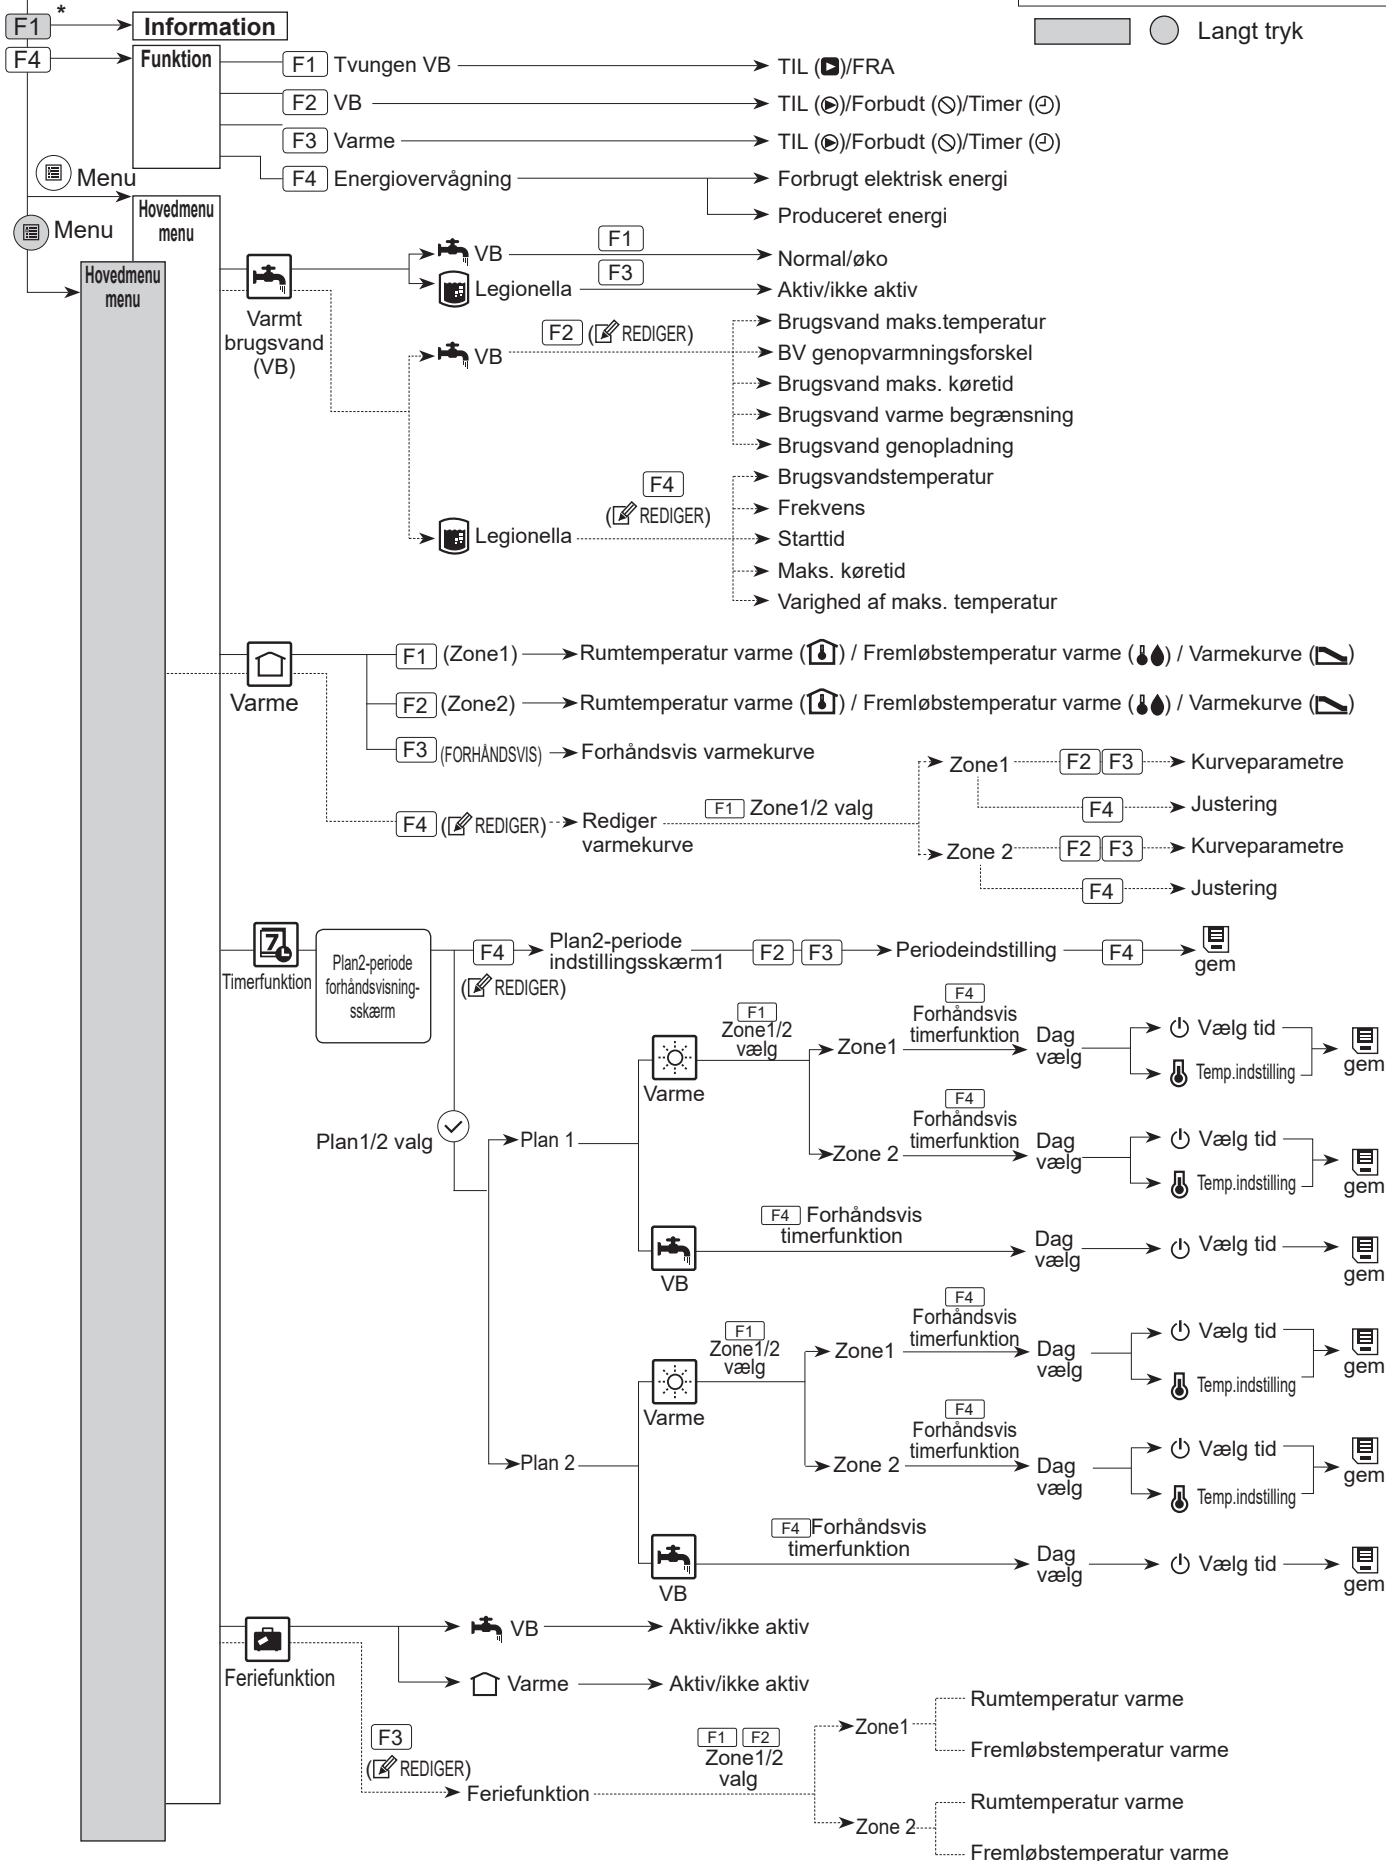 *
F1 Information
Langt tryk
F4 Funktion
F1 Tvungen VB TIL ()/FRA
F2 VB TIL ()/Forbudt ()/Timer ()
F3 Varme TIL ()/Forbudt ()/Timer ()
F4 Energiovervågning Forbrugt elektrisk energi
Produceret energi
Menu
Hovedmenu
menu
Menu
Hovedmenu
menu
Varmt
brugsvand
(VB)
VB F1 Normal/øko
Legionella F3 Aktiv/ikke aktiv
VB F2 (REDIGER)
Brugsvand maks.temperatur
BV genopvarmningsforskel
Brugsvand maks. køretid
Brugsvand varme begrænsning
Brugsvand genopladning
Legionella F4
(REDIGER)
Brugsvandstemperatur
Frekvens
Starttid
Maks. køretid
Varighed af maks. temperatur
Varme
F1 (Zone1) Rumtemperatur varme () / Fremløbstemperatur varme () / Varmekurve ()
F2 (Zone2) Rumtemperatur varme () / Fremløbstemperatur varme () / Varmekurve ()
F3 (FORHÅNDSVIS) Forhåndsvis varmekurve
F4 (REDIGER) Rediger
varmekurve
F1 Zone1/2 valg
Zone1 F2 F3 Kurveparametre
F4 Justering
Zone 2 F2 F3 Kurveparametre
F4 Justering
7
Timerfunktion
Plan2-periode
forhåndsvisning-
sskærm
F4
(REDIGER)
Plan2-periode
indstillingsskærm1
F2 F3 Periodeindstilling F4 gem
Plan1/2 valg
Plan 1
Varme
F1
Zone1/2
vælg
Zone1
F4
Forhåndsvis
timerfunktion
Dag
vælg
Vælg tid
Temp.indstilling
gem
Zone 2
F4
Forhåndsvis
timerfunktion
Dag
vælg
Vælg tid
Temp.indstilling
gem
VB
F4 Forhåndsvis
timerfunktion
Dag
vælg
Vælg tid
gem
Plan 2
Varme
F1
Zone1/2
vælg
Zone1
F4
Forhåndsvis
timerfunktion
Dag
vælg
Vælg tid
Temp.indstilling
gem
Zone 2
F4
Forhåndsvis
timerfunktion
Dag
vælg
Vælg tid
Temp.indstilling
gem
VB
F4 Forhåndsvis
timerfunktion
Dag
vælg
Vælg tid
gem
Feriefunktion
VB Aktiv/ikke aktiv
Varme Aktiv/ikke aktiv
F3
(REDIGER)
Feriefunktion
F1 F2
Zone1/2
valg
Zone1
Rumtemperatur varme
Fremløbstemperatur varme
Zone 2
Rumtemperatur varme
Fremløbstemperatur varme